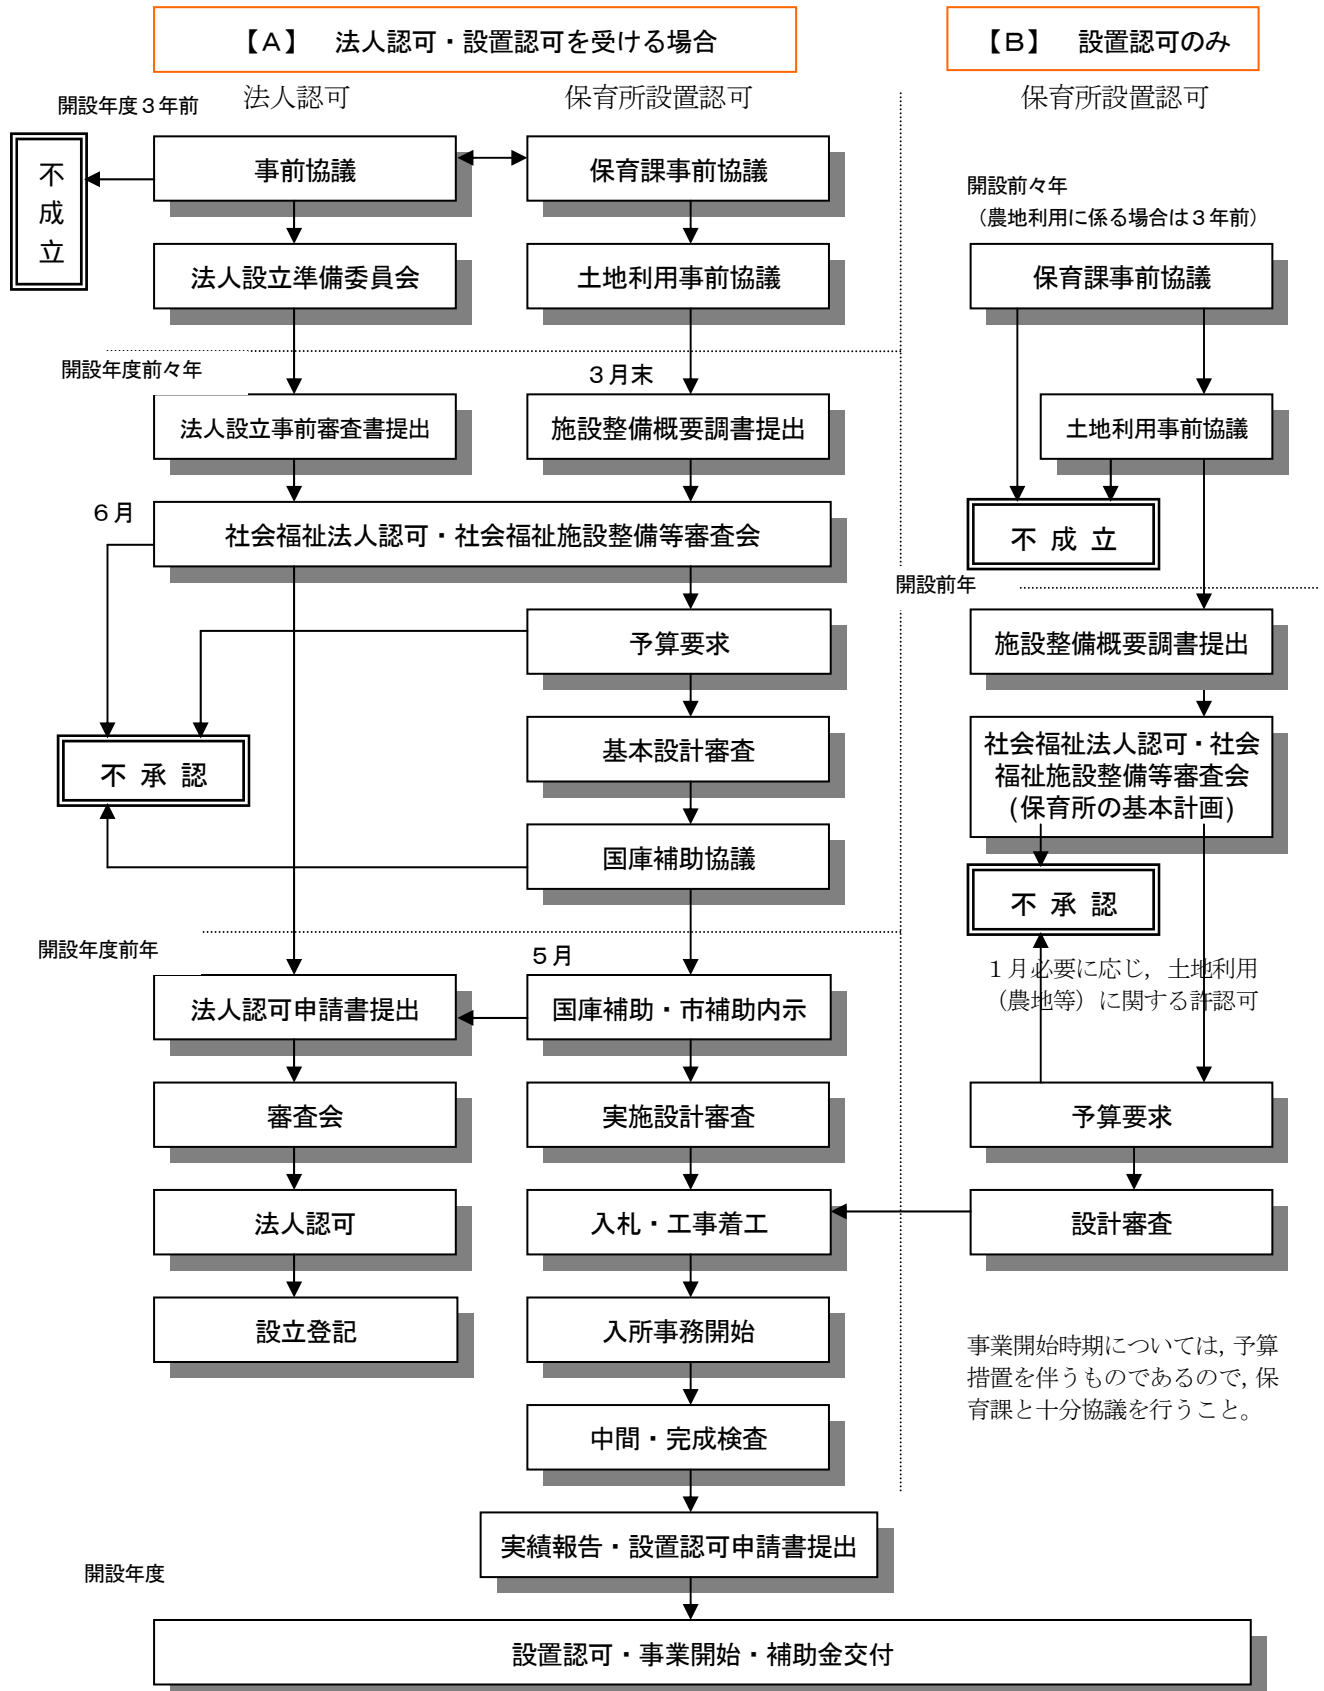 【A】　法人認可・設置認可を受ける場合
【B】　設置認可のみ
法人認可
保育所設置認可
保育所設置認可
開設年度３年前
不成立
事前協議
保育課事前協議
開設前々年
（農地利用に係る場合は３年前）
法人設立準備委員会
土地利用事前協議
保育課事前協議
開設年度前々年
３月末
法人設立事前審査書提出
施設整備概要調書提出
土地利用事前協議
６月
社会福祉法人認可・社会福祉施設整備等審査会
不 成 立
開設前年
予算要求
施設整備概要調書提出
不 承 認
基本設計審査
社会福祉法人認可・社会
福祉施設整備等審査会
(保育所の基本計画)
国庫補助協議
不 承 認
開設年度前年
５月
１月必要に応じ，土地利用
（農地等）に関する許認可
法人認可申請書提出
国庫補助・市補助内示
審査会
実施設計審査
予算要求
法人認可
入札・工事着工
設計審査
設立登記
入所事務開始
事業開始時期については，予算
措置を伴うものであるので，保
育課と十分協議を行うこと。
中間・完成検査
実績報告・設置認可申請書提出
開設年度
設置認可・事業開始・補助金交付